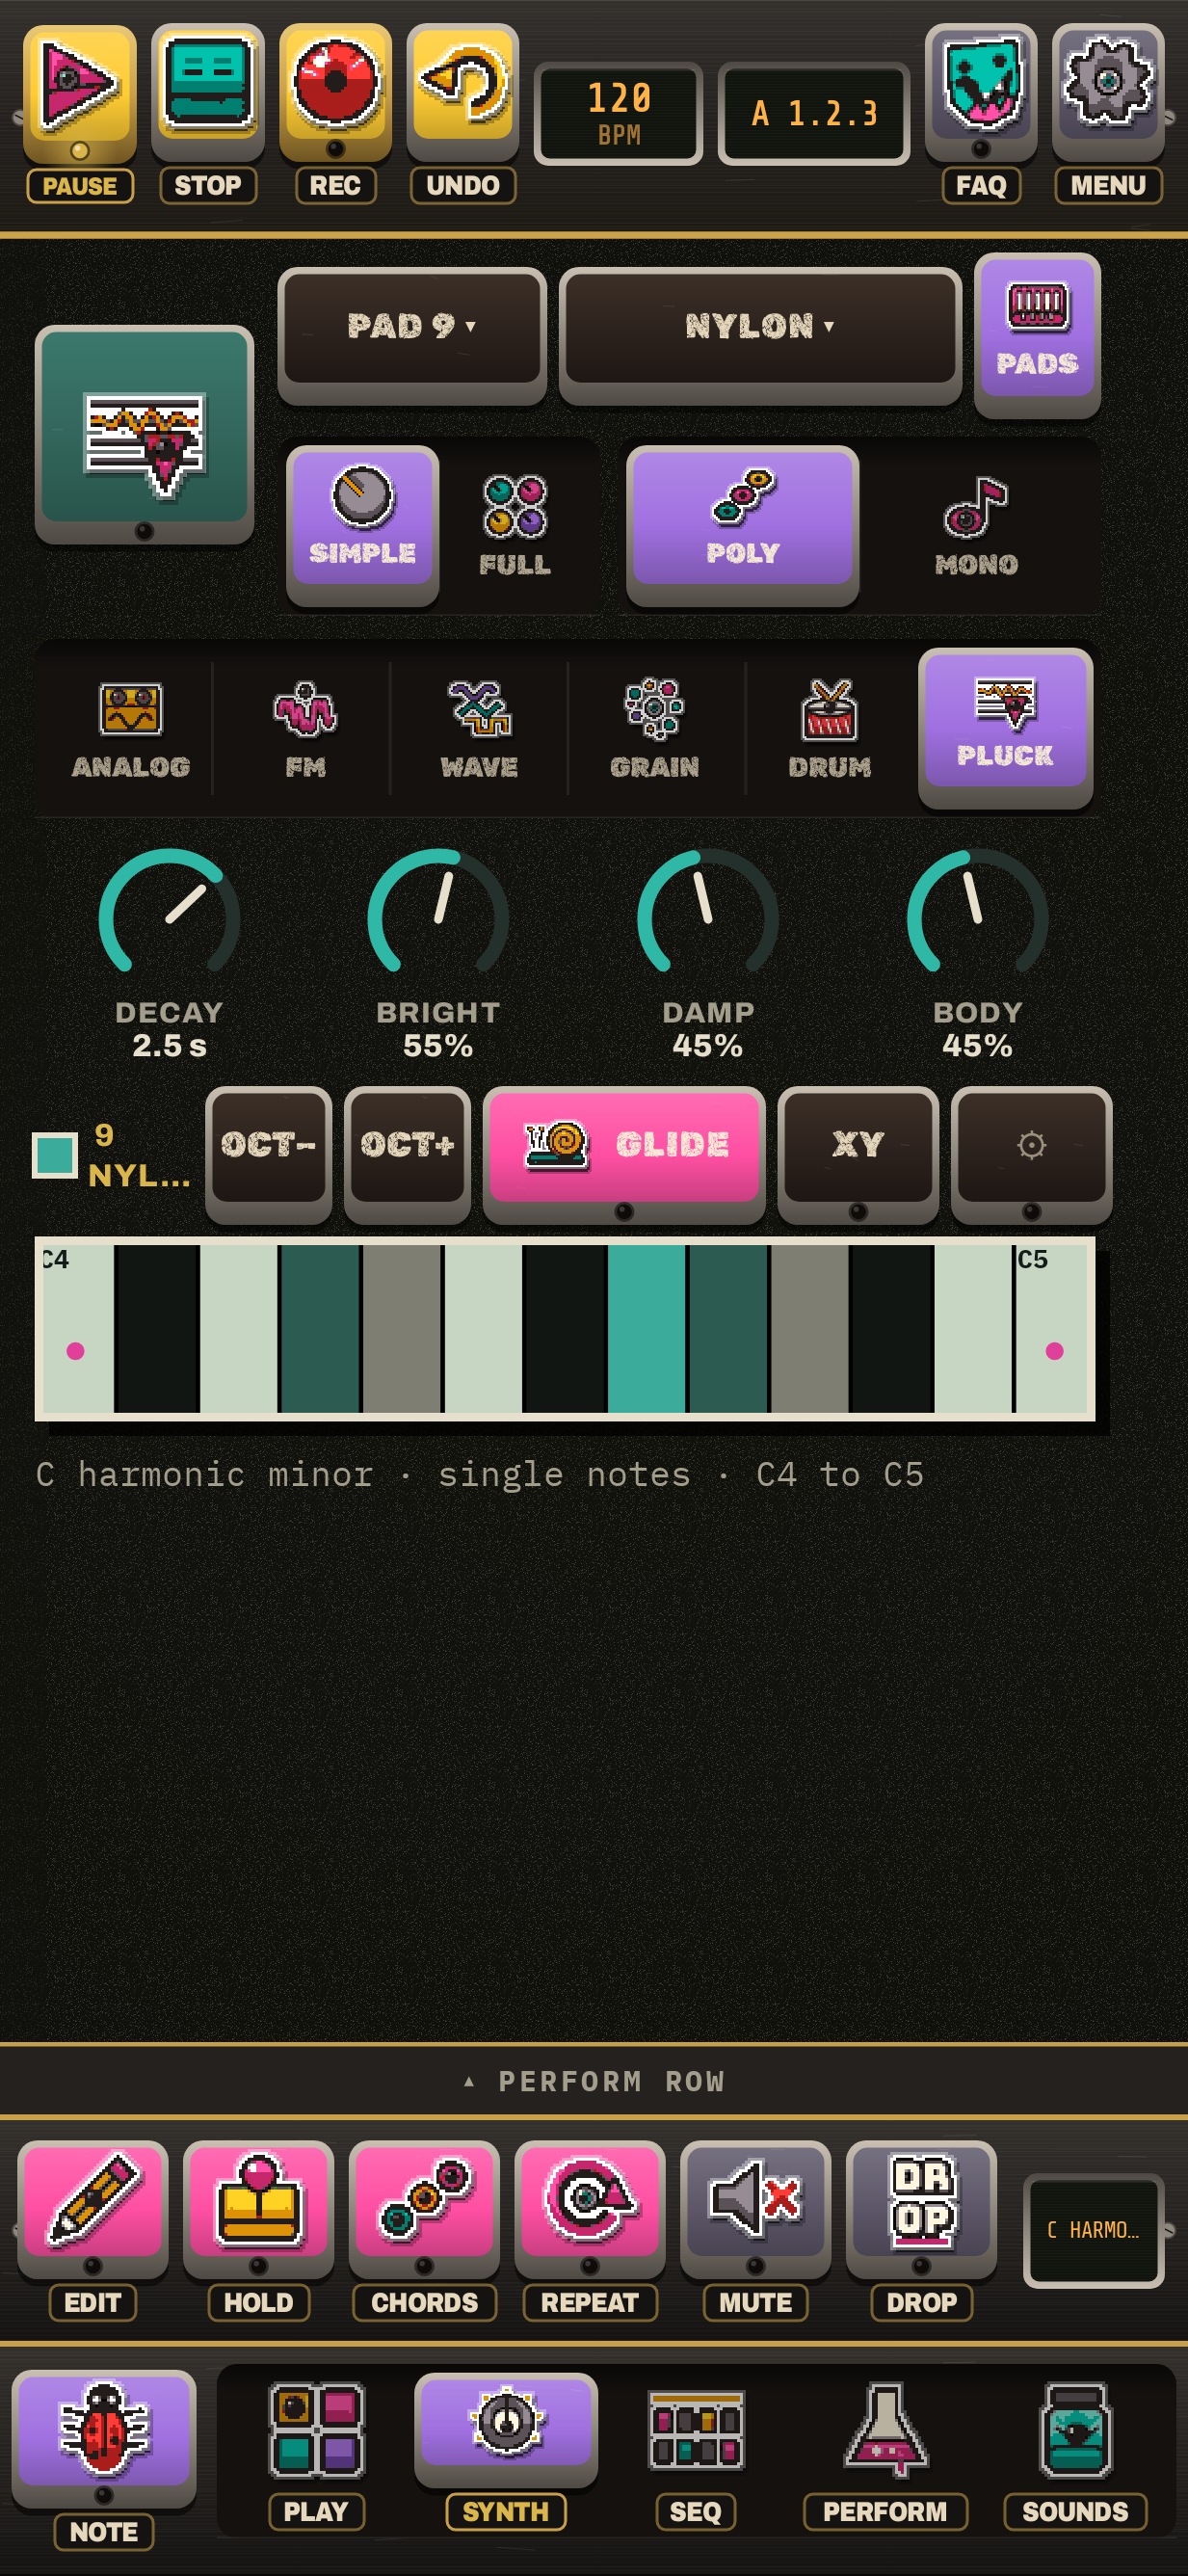 PAUSE STOP REC UNDO
120
BPM
A 1.2.3
FAQ MENU
PAD 9 ▾
NYLON ▾
PADS
SIMPLE FULL
POLY MONO
ANALOG FM WAVE GRAIN DRUM PLUCK
DECAY BRIGHT DAMP BODY
2.5 s 55% 45% 45%
9
NYL...
OCT- OCT+ GLIDE XY
C4 C5
C harmonic minor · single notes · C4 to C5
▲ PERFORM ROW
DR
OP
C HARMO...
EDIT HOLD CHORDS REPEAT MUTE DROP
NOTE PLAY SYNTH SEQ PERFORM SOUNDS